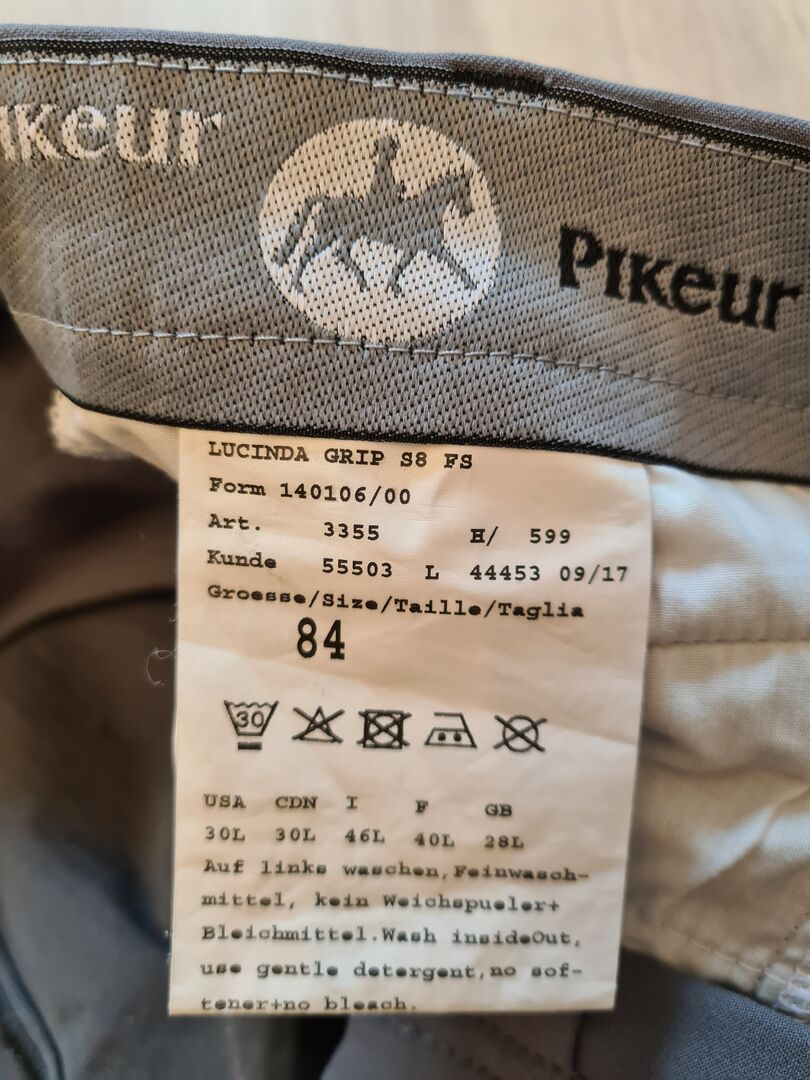 Pikeur
LUCINDA GRIP S8 FS
Form 140106/00
Art. 3355 H/ 599
Kunde 55503 L 44453 09/17
Groesse/Size/Taille/Taglia
84
30
USA CDN I F GB
30L 30L 46L 40L 28L
Auf links waschen,Feinwasch-
mittel, kein Weichspueler+
Bleichmittel.Wash insideOut,
use gentle detergent,no sof-
tener+no bleach.